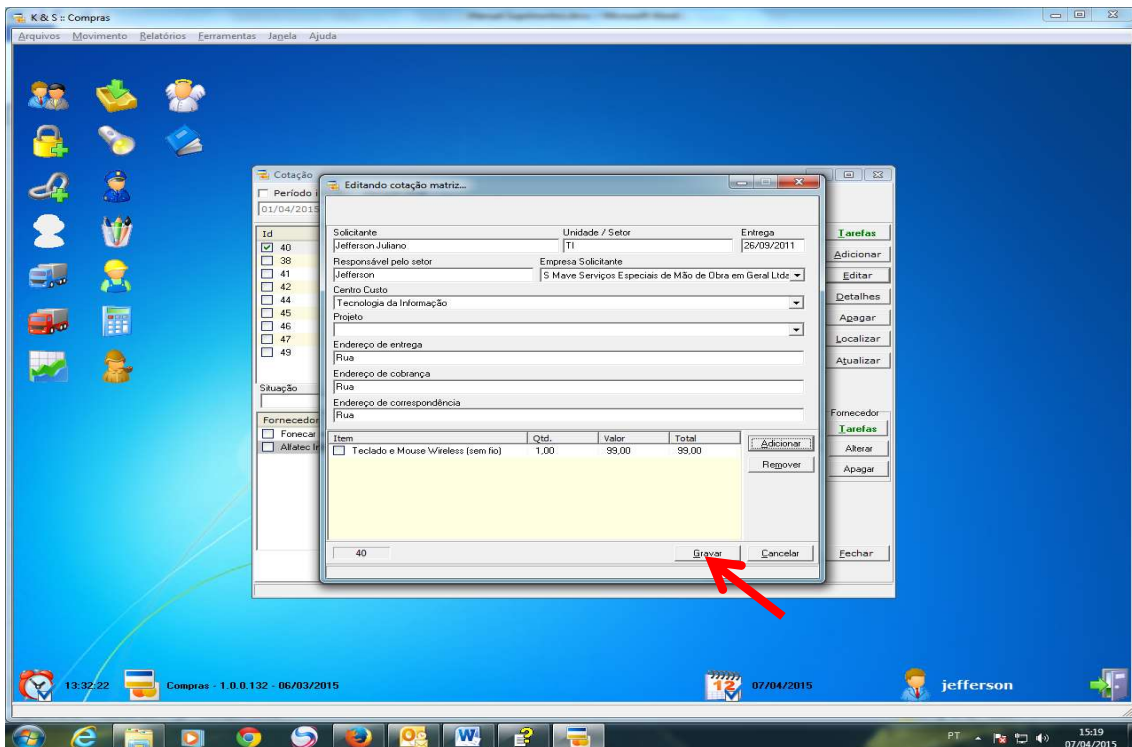 K & S :: Compras
Arquivos Movimento Relatórios Ferramentas Janela Ajuda
Cotação
Período i
01/04/2015
Id
40
38
41
42
44
45
46
47
49
Situação
Fornecedor
Fonecar
Alfatec In
Editando cotação matriz...
Solicitante Unidade / Setor Entrega
Jefferson Juliano TI 26/09/2011
Responsável pelo setor Empresa Solicitante
Jefferson S Mave Serviços Especiais de Mão de Obra em Geral Ltda
Centro Custo
Tecnologia da Informação
Projeto
Endereço de entrega
Rua
Endereço de cobrança
Rua
Endereço de correspondência
Rua
Item Qtd. Valor Total
Teclado e Mouse Wireless (sem fio) 1,00 99,00 99,00
Adicionar
Remover
40 Gravar Cancelar
Tarefas
Adicionar
Editar
Detalhes
Apagar
Localizar
Atualizar
Fornecedor
Tarefas
Alterar
Apagar
Fechar
13:32:22 Compras - 1.0.0.132 - 06/03/2015 12 07/04/2015 jefferson
PT 15:19
07/04/2015